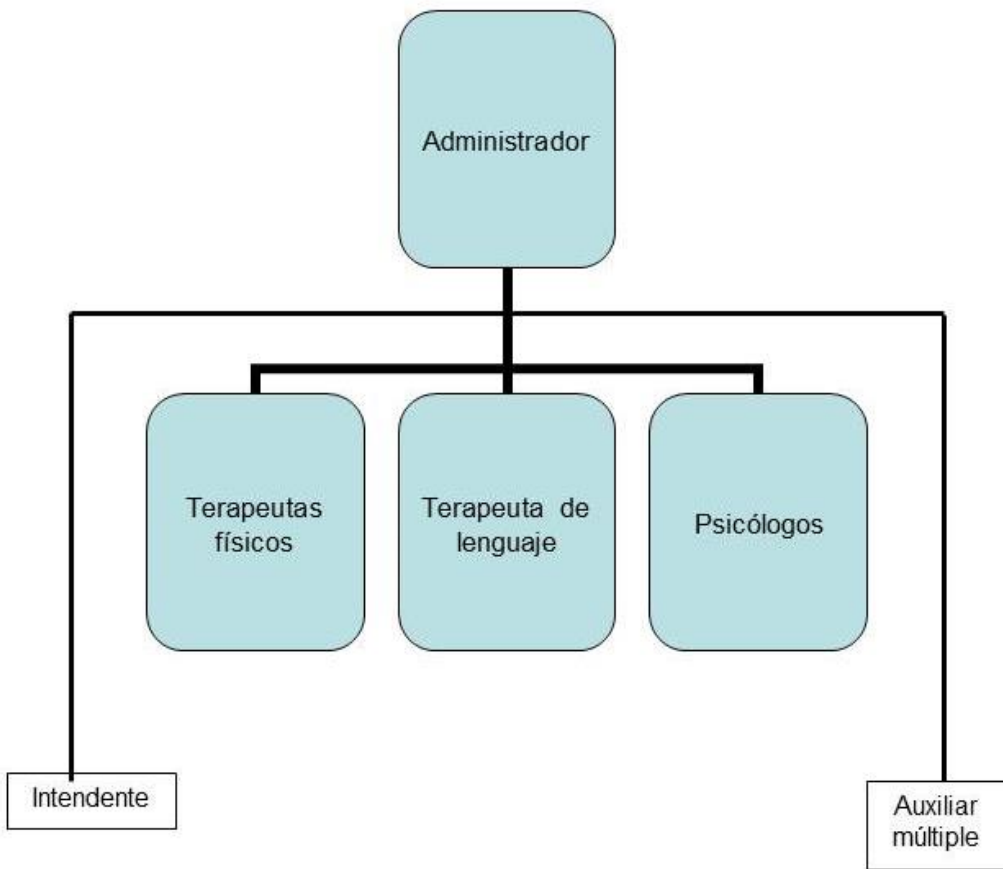 Administrador
Terapeutas
físicos
Terapeuta de
lenguaje
Psicólogos
Intendente
Auxiliar
múltiple